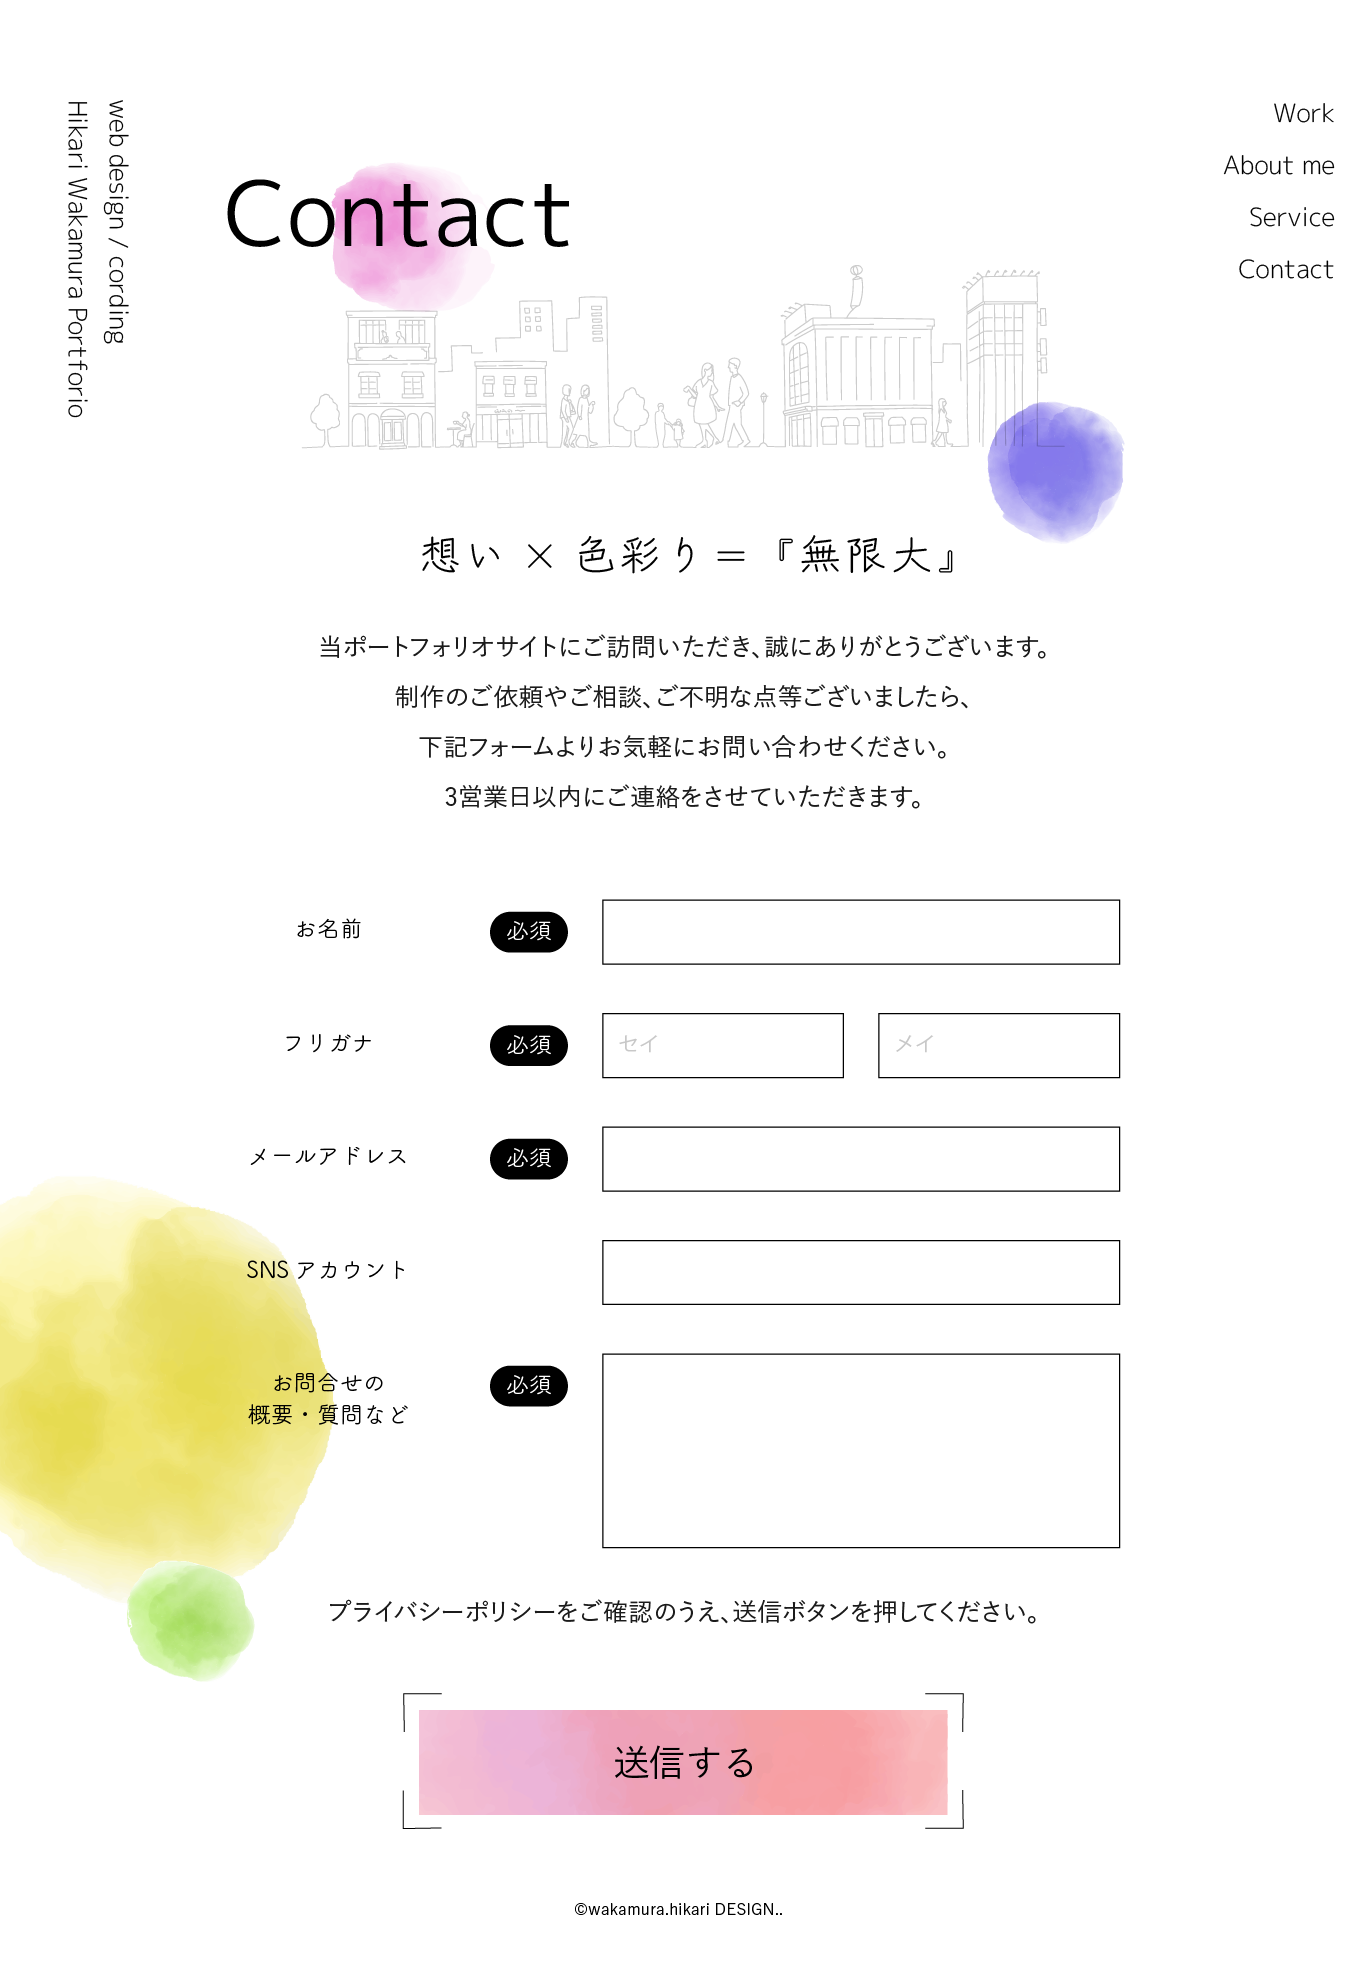 web design / cording
Hikari Wakamura Portforio
Work
About me
Service
Contact
Contact
想い × 色彩り＝『無限大』
当ポートフォリオサイトにご訪問いただき、誠にありがとうございます。
制作のご依頼やご相談、ご不明な点等ございましたら、
下記フォームよりお気軽にお問い合わせください。
3営業日以内にご連絡をさせていただきます。
お名前 必須
フリガナ 必須 セイ メイ
メールアドレス 必須
SNS アカウント
お問合せの 必須
概要・質問など
プライバシーポリシーをご確認のうえ、送信ボタンを押してください。
送信する
©wakamura.hikari DESIGN..